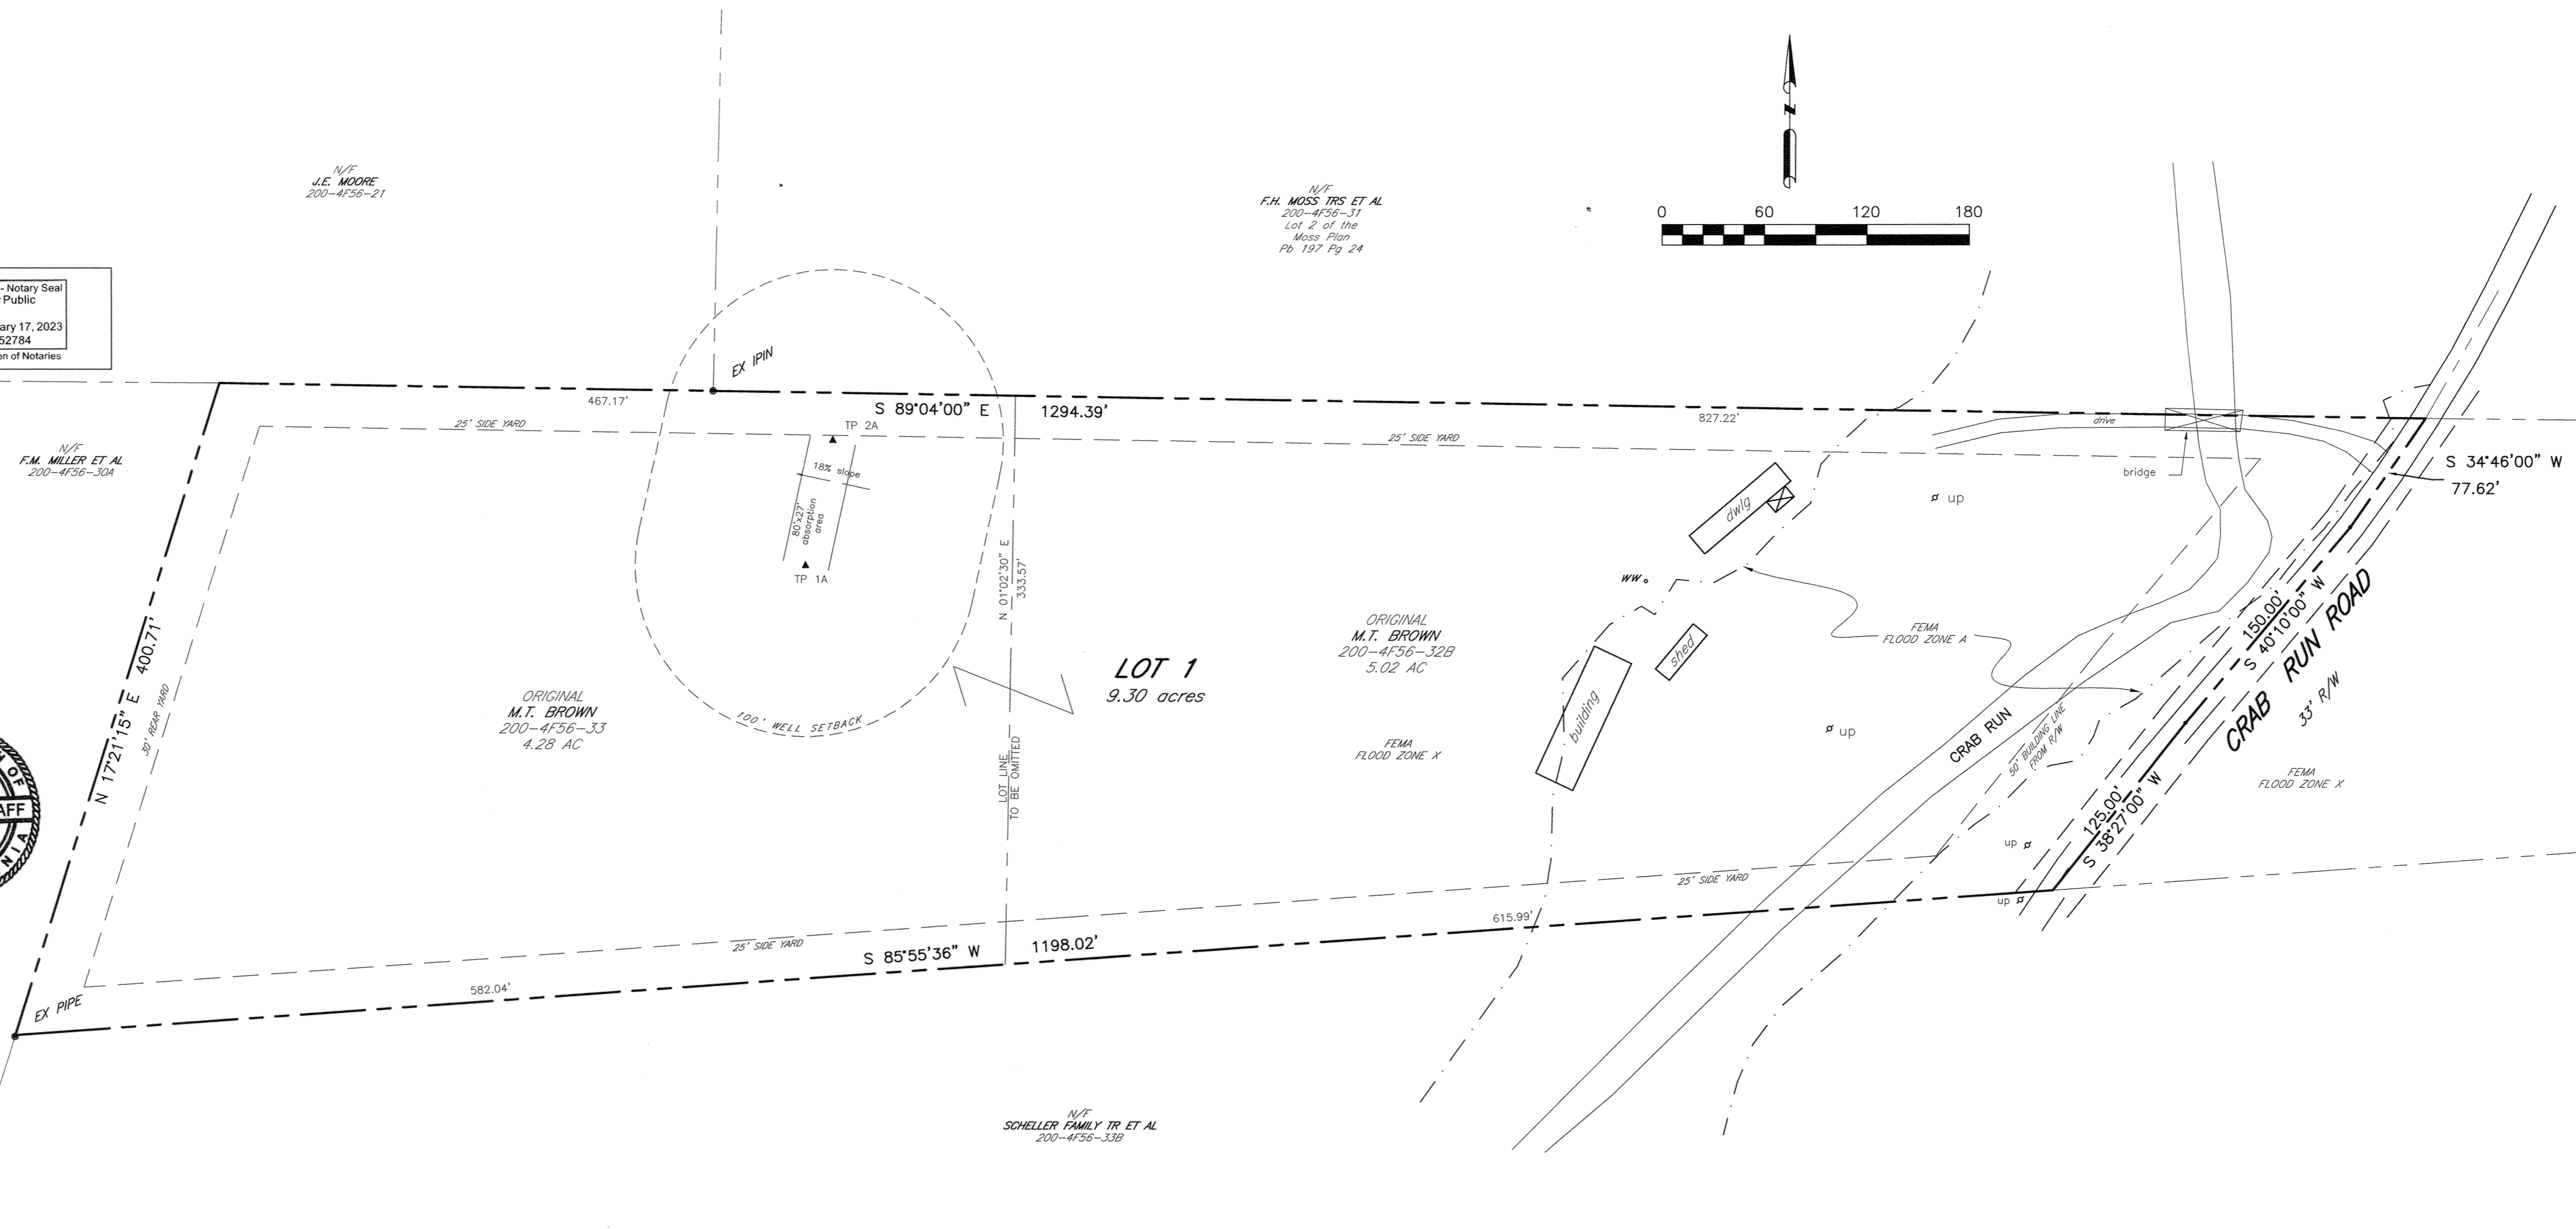 N/F
J.E. MOORE
200-4F56-21
N/F
F.H. MOSS TRS ET AL
200-4F56-31
Lot 2 of the
Moss Plan
Pb 197 Pg 24
N
0 60 120 180
- Notary Seal
Public
ary 17, 2023
52784
on of Notaries
EX IPIN
467.17'
S 89°04'00" E 1294.39'
827.22'
drive
bridge
25' SIDE YARD
TP 2A
25' SIDE YARD
N/F
F.M. MILLER ET AL
200-4F56-30A
18% slope
80'x27'
absorption
area
TP 1A
S 34°46'00" W
77.62'
dwlg
up
WW
N 01°02'30" E
333.57'
N 17°21'15" E 400.71'
30' REAR YARD
ORIGINAL
M.T. BROWN
200-4F56-32B
5.02 AC
FEMA
FLOOD ZONE A
shed
150.00'
S 40°10'00" W
CRAB RUN ROAD
33' R/W
LOT 1
9.30 acres
ORIGINAL
M.T. BROWN
200-4F56-33
4.28 AC
100' WELL SETBACK
building
up
CRAB RUN
50' BUILDING LINE
FROM R/W
FEMA
FLOOD ZONE X
FEMA
FLOOD ZONE X
LOT LINE
TO BE OMITTED
125.00'
S 38°27'00" W
up
up
25' SIDE YARD
615.99'
25' SIDE YARD
S 85°55'36" W 1198.02'
582.04'
EX PIPE
OF
AFF
NIA
N/F
SCHELLER FAMILY TR ET AL
200-4F56-33B